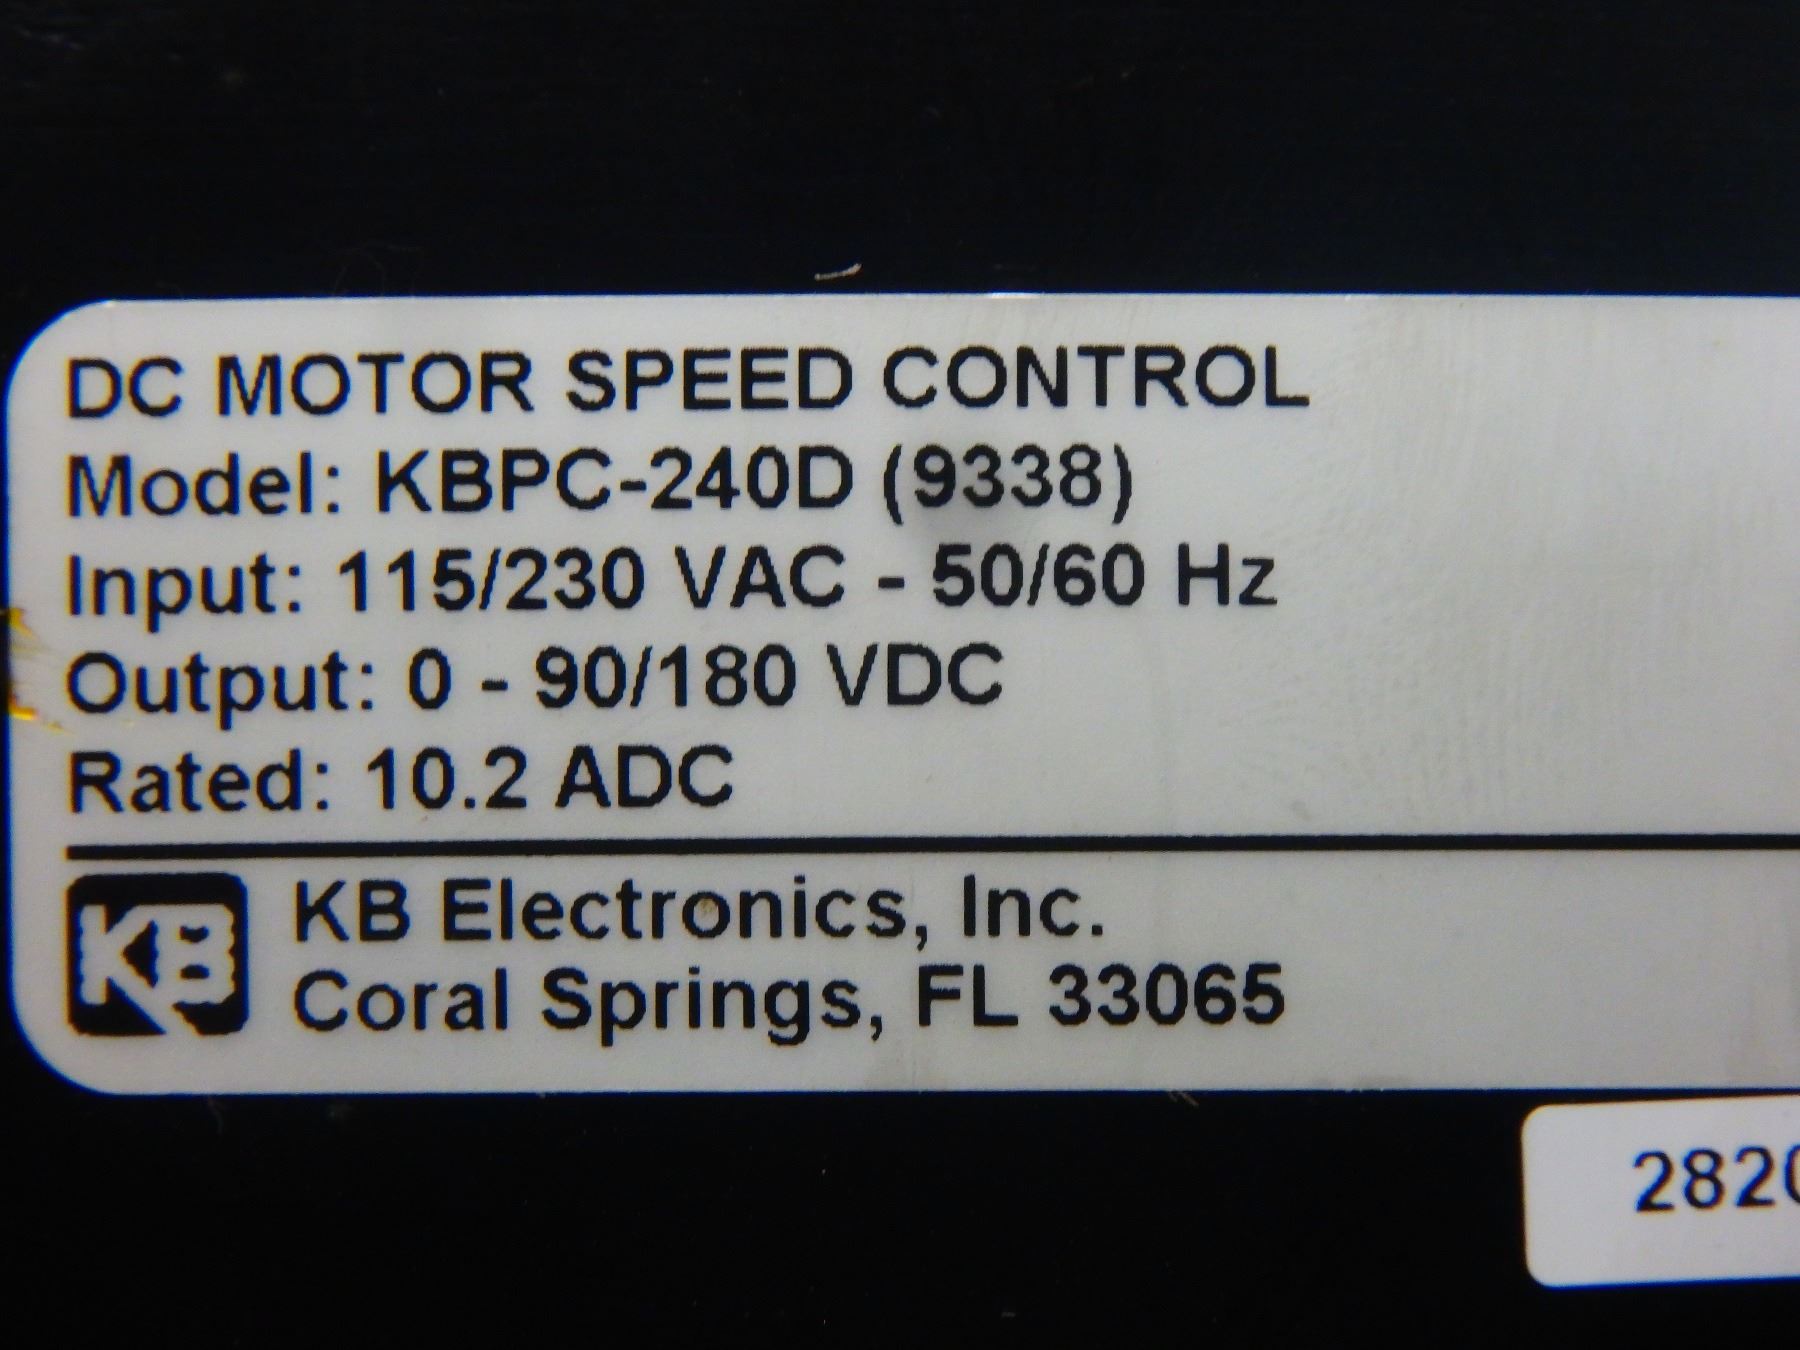 DC MOTOR SPEED CONTROL
Model: KBPC-240D (9338)
Input: 115/230 VAC - 50/60 Hz
Output: 0 - 90/180 VDC
Rated: 10.2 ADC
KB
KB Electronics, Inc.
Coral Springs, FL 33065